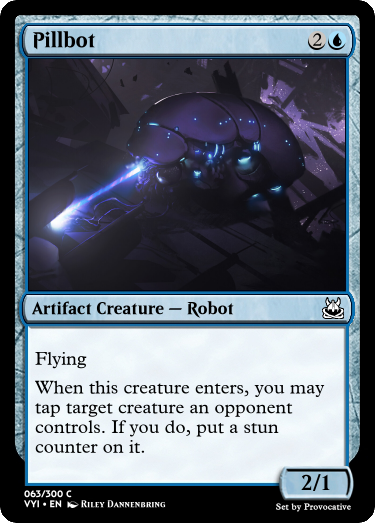 Pillbot 2
Artifact Creature — Robot
Flying
When this creature enters, you may
tap target creature an opponent
controls. If you do, put a stun
counter on it.
2/1
063/300 C
VYI • EN Riley Dannenbring
Set by Provocative